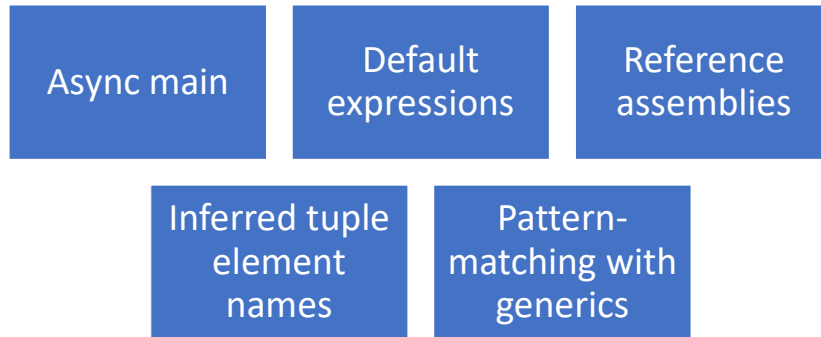 Async main
Default
expressions
Reference
assemblies
Inferred tuple
element
names
Pattern-
matching with
generics